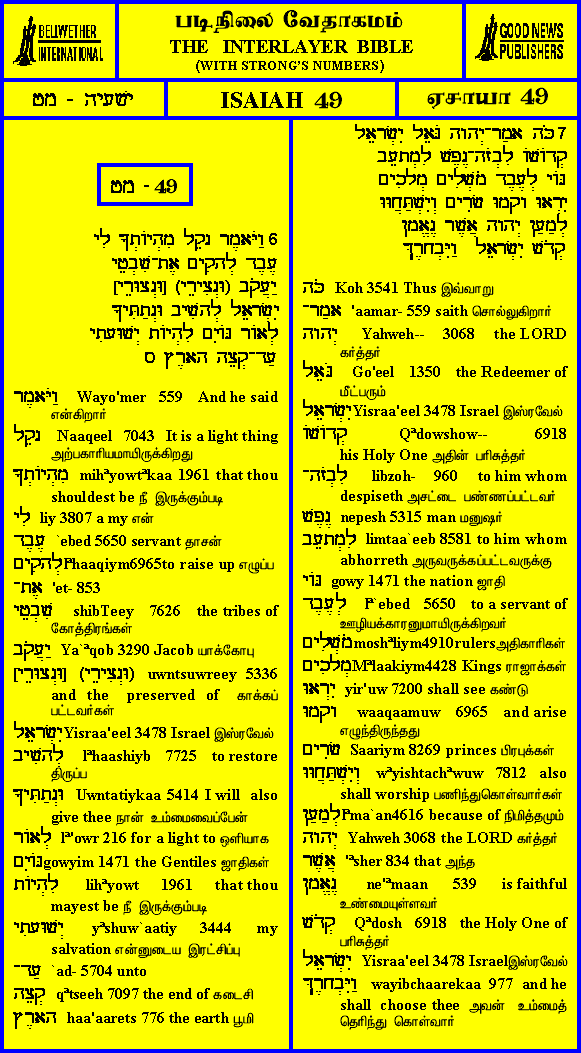 BELLWETHER
INTERNATIONAL
படிநிலை வேதாகமம்
THE INTERLAYER BIBLE
(WITH STRONG'S NUMBERS)
GOOD NEWS
PUBLISHERS
ישעיה - מט
ISAIAH 49
ஏசாயா 49
מט - 49
6 וַיֹּאמֶר נָקֵל מִהְיוֹתְךָ לִי
עֶבֶד לְהָקִים אֶת־שִׁבְטֵי
יַעֲקֹב (וּנְצִירֵי) [וּנְצוּרֵי]
יִשְׂרָאֵל לְהָשִׁיב וּנְתַתִּיךָ
לְאוֹר גּוֹיִם לִהְיוֹת יְשׁוּעָתִי
עַד־קְצֵה הָאָרֶץ ס
וַיֹּאמֶר Wayo'mer 559 And he said
என்கிறார்
נָקֵל Naaqeel 7043 It is a light thing
அற்பகாரியமாயிருக்கிறது
מִהְיוֹתְךָ mihªyowtªkaa 1961 that thou
shouldest be நீ இருக்கும்படி
לִי liy 3807 a my என்
עֶבֶד `ebed 5650 servant தாசன்
לְהָקִים lªhaaqiym6965to raise up எழுப்ப
אֶת־ 'et- 853
שִׁבְטֵי shibTeey 7626 the tribes of
கோத்திரங்கள்
יַעֲקֹב Ya`ªqob 3290 Jacob யாக்கோபு
(וּנְצִירֵי) [וּנְצוּרֵי] uwntsuwreey 5336
and the preserved of காக்கப்
பட்டவர்கள்
יִשְׂרָאֵל Yisraa'eel 3478 Israel இஸ்ரவேல்
לְהָשִׁיב lªhaashiyb 7725 to restore
திருப்ப
וּנְתַתִּיךָ Uwntatiykaa 5414 I will also
give thee நான் உம்மைவைப்பேன்
לְאוֹר lª'owr 216 for a light to ஒளியாக
גּוֹיִם gowyim 1471 the Gentiles ஜாதிகள்
לִהְיוֹת lihªyowt 1961 that thou
mayest be நீ இருக்கும்படி
יְשׁוּעָתִי yªshuw`aatiy 3444 my
salvation என்னுடைய இரட்சிப்பு
עַד־ `ad- 5704 unto
קְצֵה qªtseeh 7097 the end of கடைசி
הָאָרֶץ haa'aarets 776 the earth பூமி
7 כֹּה אָמַר־יְהוָה גֹּאֵל יִשְׂרָאֵל
קְדוֹשׁוֹ לִבְזֹה־נֶפֶשׁ לִמְתָעֵב
גּוֹי לְעֶבֶד מֹשְׁלִים מְלָכִים
יִרְאוּ וָקָמוּ שָׂרִים וְיִשְׁתַּחֲוּוּ
לְמַעַן יְהוָה אֲשֶׁר נֶאֱמָן
קְדֹשׁ יִשְׂרָאֵל וַיִּבְחָרֶךָּ
כֹּה Koh 3541 Thus இவ்வாறு
אָמַר־ 'aamar- 559 saith சொல்லுகிறார்
יְהוָה Yahweh-- 3068 the LORD
கர்த்தர்
גֹּאֵל Go'eel 1350 the Redeemer of
மீட்பரும்
יִשְׂרָאֵל Yisraa'eel 3478 Israel இஸ்ரவேல்
קְדוֹשׁוֹ Qªdowshow-- 6918
his Holy One அதின் பரிசுத்தர்
לִבְזֹה־ libzoh- 960 to him whom
despiseth அசட்டை பண்ணப்பட்டவர்
נֶפֶשׁ nepesh 5315 man மனுஷர்
לִמְתָעֵב limtaa`eeb 8581 to him whom
abhorreth அருவருக்கப்பட்டவருக்கு
גּוֹי gowy 1471 the nation ஜாதி
לְעֶבֶד lª`ebed 5650 to a servant of
ஊழியக்காரனுமாயிருக்கிறவர்
מֹשְׁלִים moshªliym4910rulers அதிகாரிகள்
מְלָכִים Mªlaakiym4428 Kings ராஜாக்கள்
יִרְאוּ yir'uw 7200 shall see கண்டு
וָקָמוּ waaqaamuw 6965 and arise
எழுந்திருந்தது
שָׂרִים Saariym 8269 princes பிரபுக்கள்
וְיִשְׁתַּחֲוּוּ wªyishtachªwuw 7812 also
shall worship பணிந்துகொள்வார்கள்
לְמַעַן lªma`an4616 because of நிமித்தமும்
יְהוָה Yahweh 3068 the LORD கர்த்தர்
אֲשֶׁר 'ªsher 834 that அந்த
נֶאֱמָן ne'ªmaan 539 is faithful
உண்மையுள்ளவர்
קְדֹשׁ Qªdosh 6918 the Holy One of
பரிசுத்தர்
יִשְׂרָאֵל Yisraa'eel 3478 Israel இஸ்ரவேல்
וַיִּבְחָרֶךָּ wayibchaarekaa 977 and he
shall choose thee அவன் உம்மைத்
தெரிந்து கொள்வார்